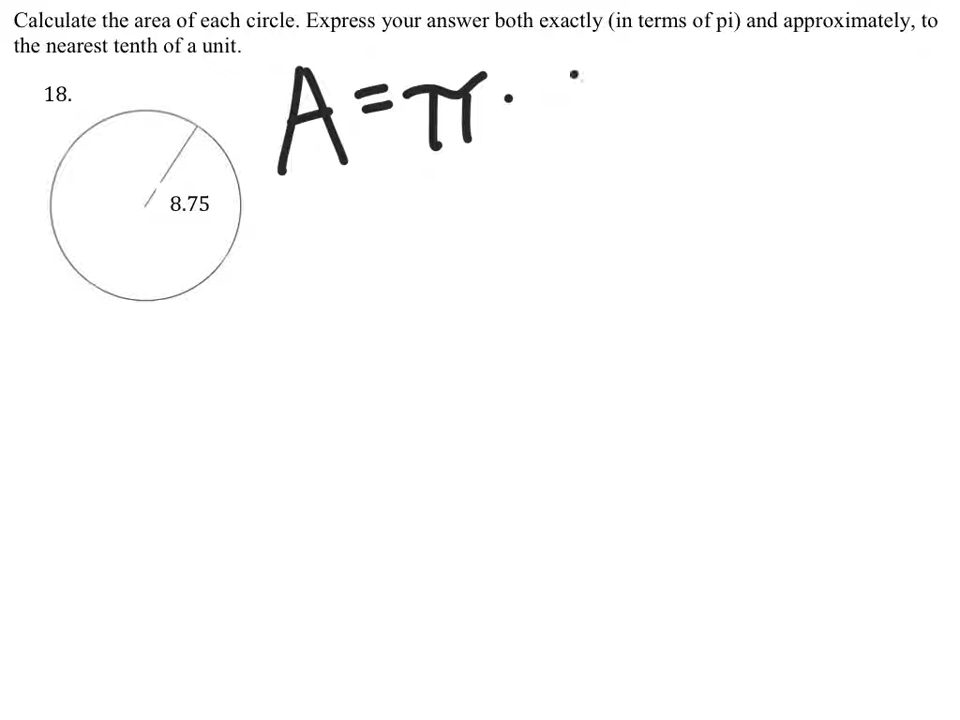 Calculate the area of each circle. Express your answer both exactly (in terms of pi) and approximately, to
the nearest tenth of a unit.
18.
A=π·
8.75